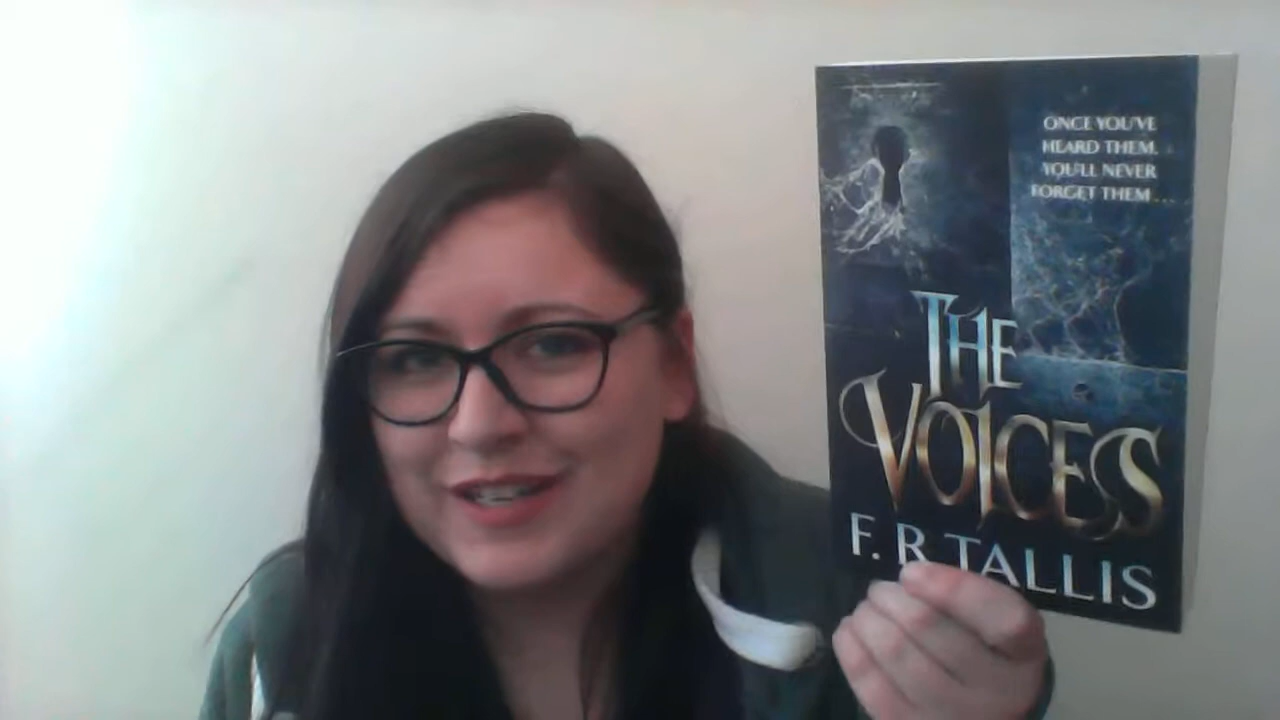 ONCE YOU'VE
HEARD THEM,
YOU'LL NEVER
FORGET THEM ...
THE
VOICES
F. R. TALLIS